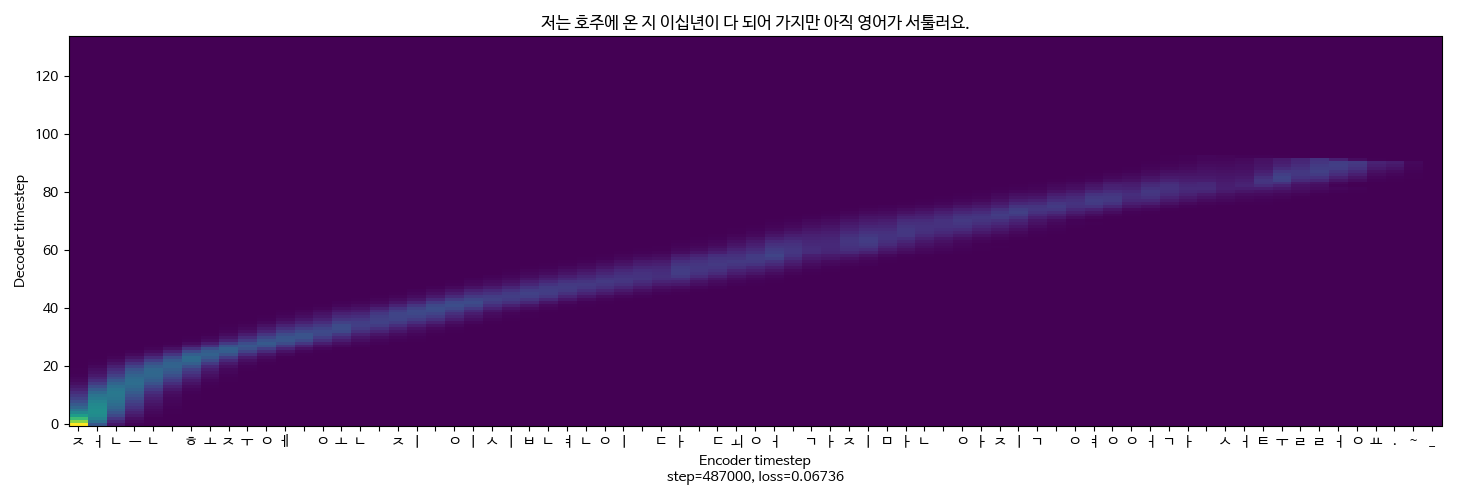 저는 호주에 온 지 이십년이 다 되어 가지만 아직 영어가 서툴러요.
120
100
80
60
40
20
0
Decoder timestep
ㅈ ㅓ ㄴ ㅡ ㄴ   ㅎ ㅗ ㅈ ㅜ ㅇ ㅔ   ㅇ ㅗ ㄴ   ㅈ ㅣ   ㅇ ㅣ ㅅ ㅣ ㅂ ㄴ ㅕ ㄴ ㅇ ㅣ   ㄷ ㅏ   ㄷ ㅚ ㅇ ㅓ   ㄱ ㅏ ㅈ ㅣ ㅁ ㅏ ㄴ   ㅇ ㅏ ㅈ ㅣ ㄱ   ㅇ ㅕ ㅇ ㅇ ㅓ ㄱ ㅏ   ㅅ ㅓ ㅌ ㅜ ㄹ ㄹ ㅓ ㅇ ㅛ . ~ _
Encoder timestep
step=487000, loss=0.06736